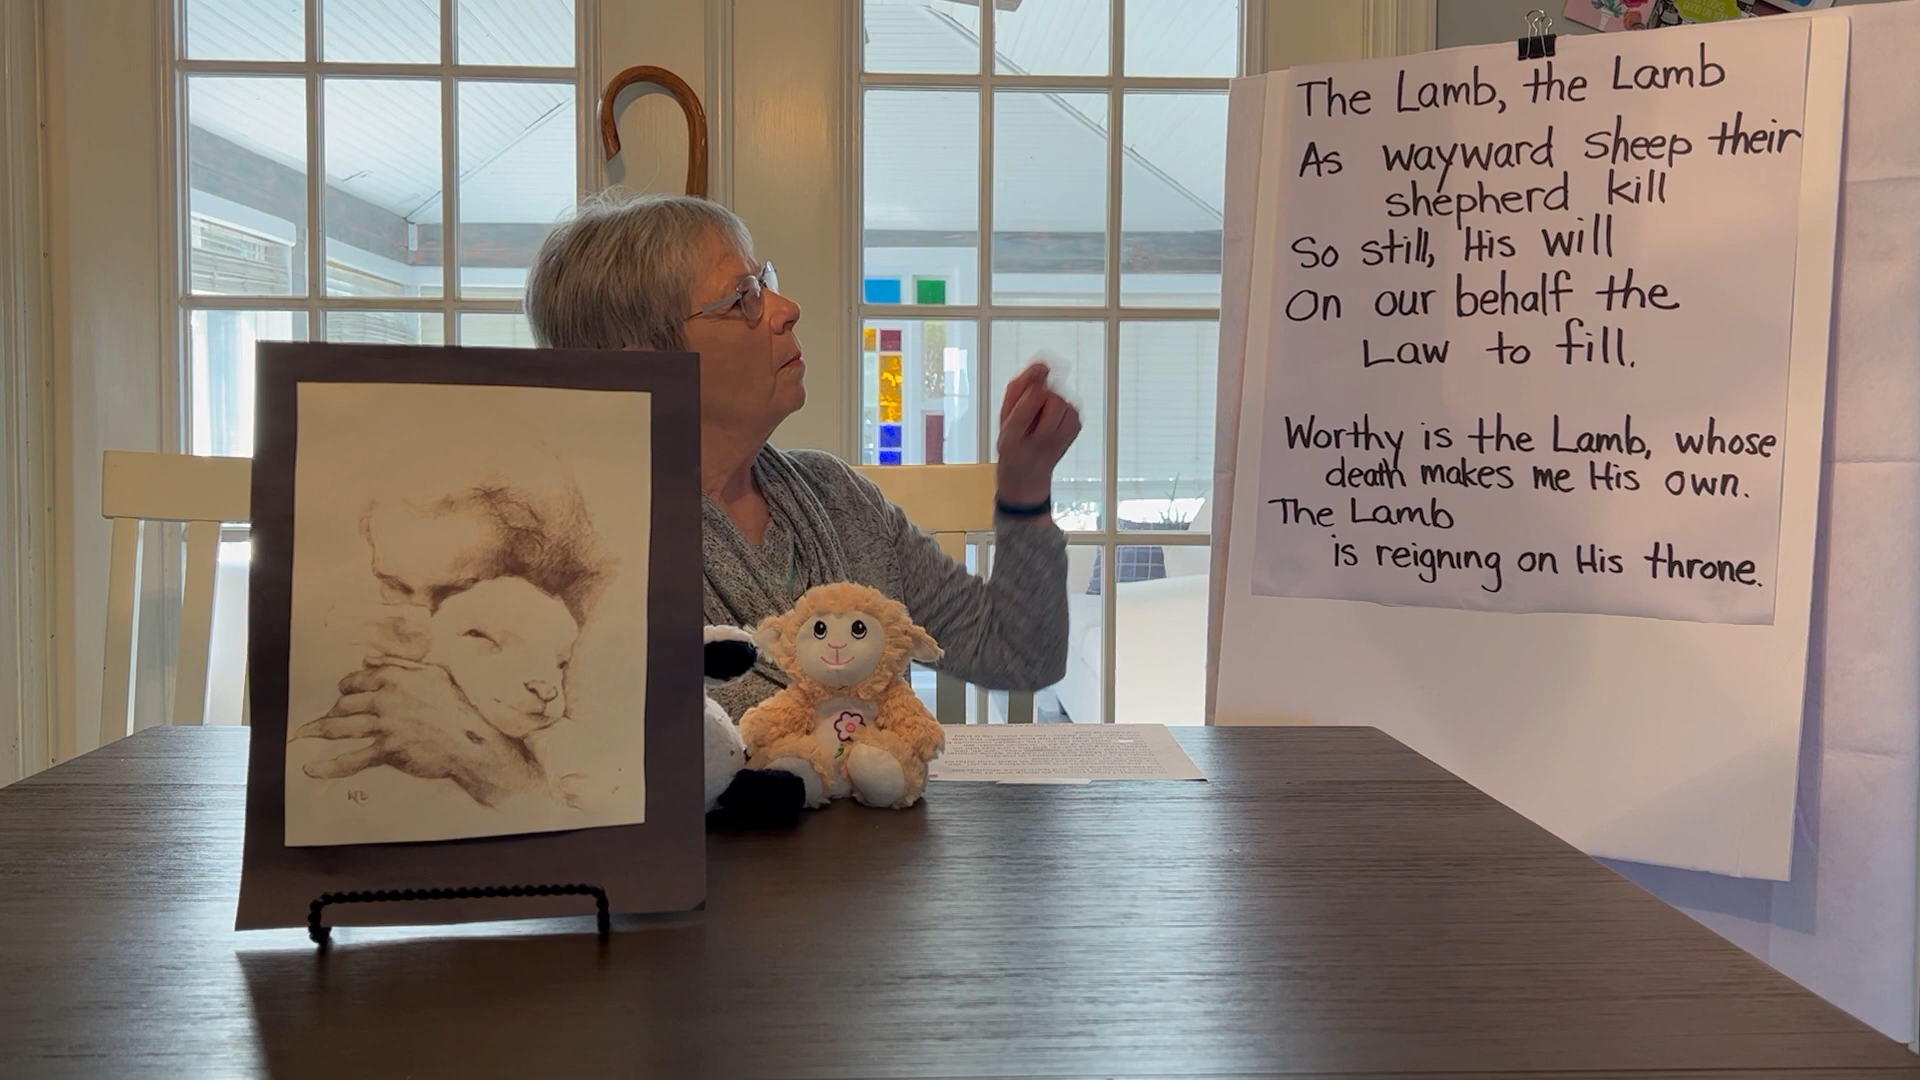 The Lamb, the Lamb
As wayward sheep their
shepherd kill
So still, His will
On our behalf the
Law to fill.
Worthy is the Lamb, whose
death makes me His own.
The Lamb
is reigning on His throne.